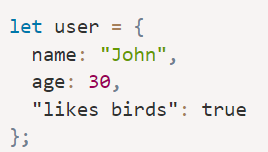 let user = {
  name: "John",
  age: 30,
  "likes birds": true
};